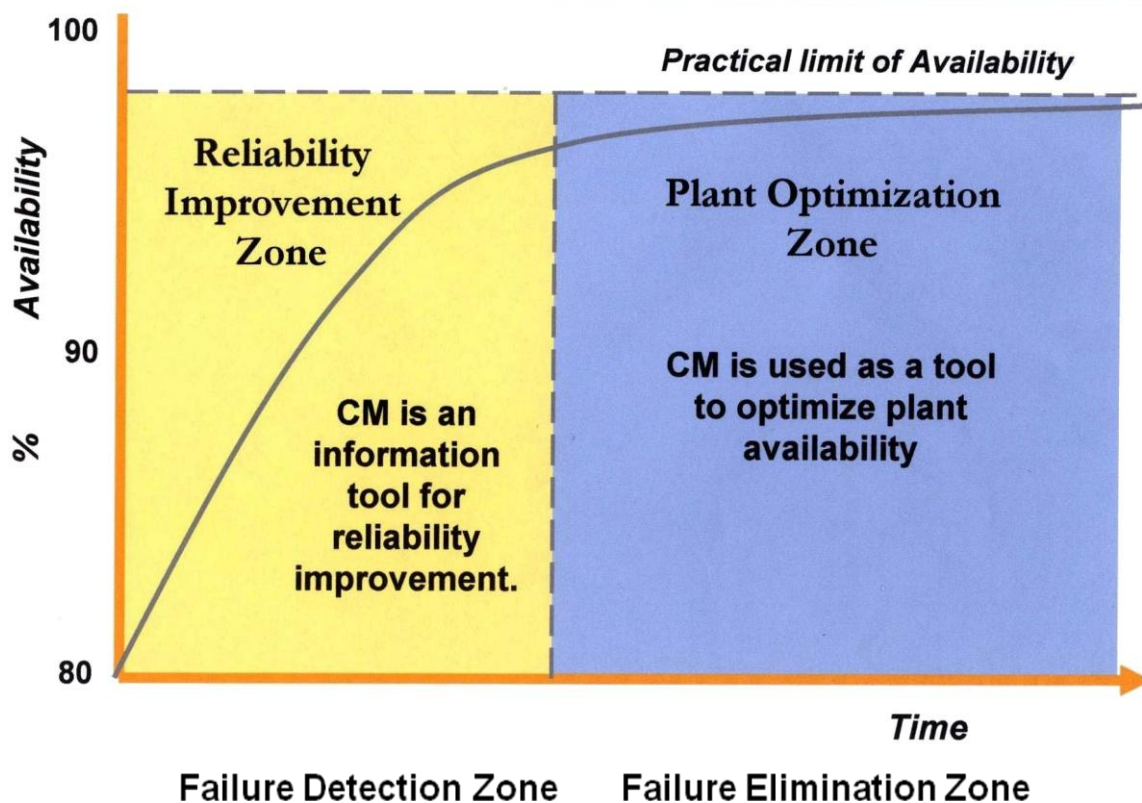 100
Practical limit of Availability
Reliability
Improvement
Zone
Plant Optimization
Zone
% Availability
90
CM is an
information
tool for
reliability
improvement.
CM is used as a tool
to optimize plant
availability
80
Time
Failure Detection Zone
Failure Elimination Zone